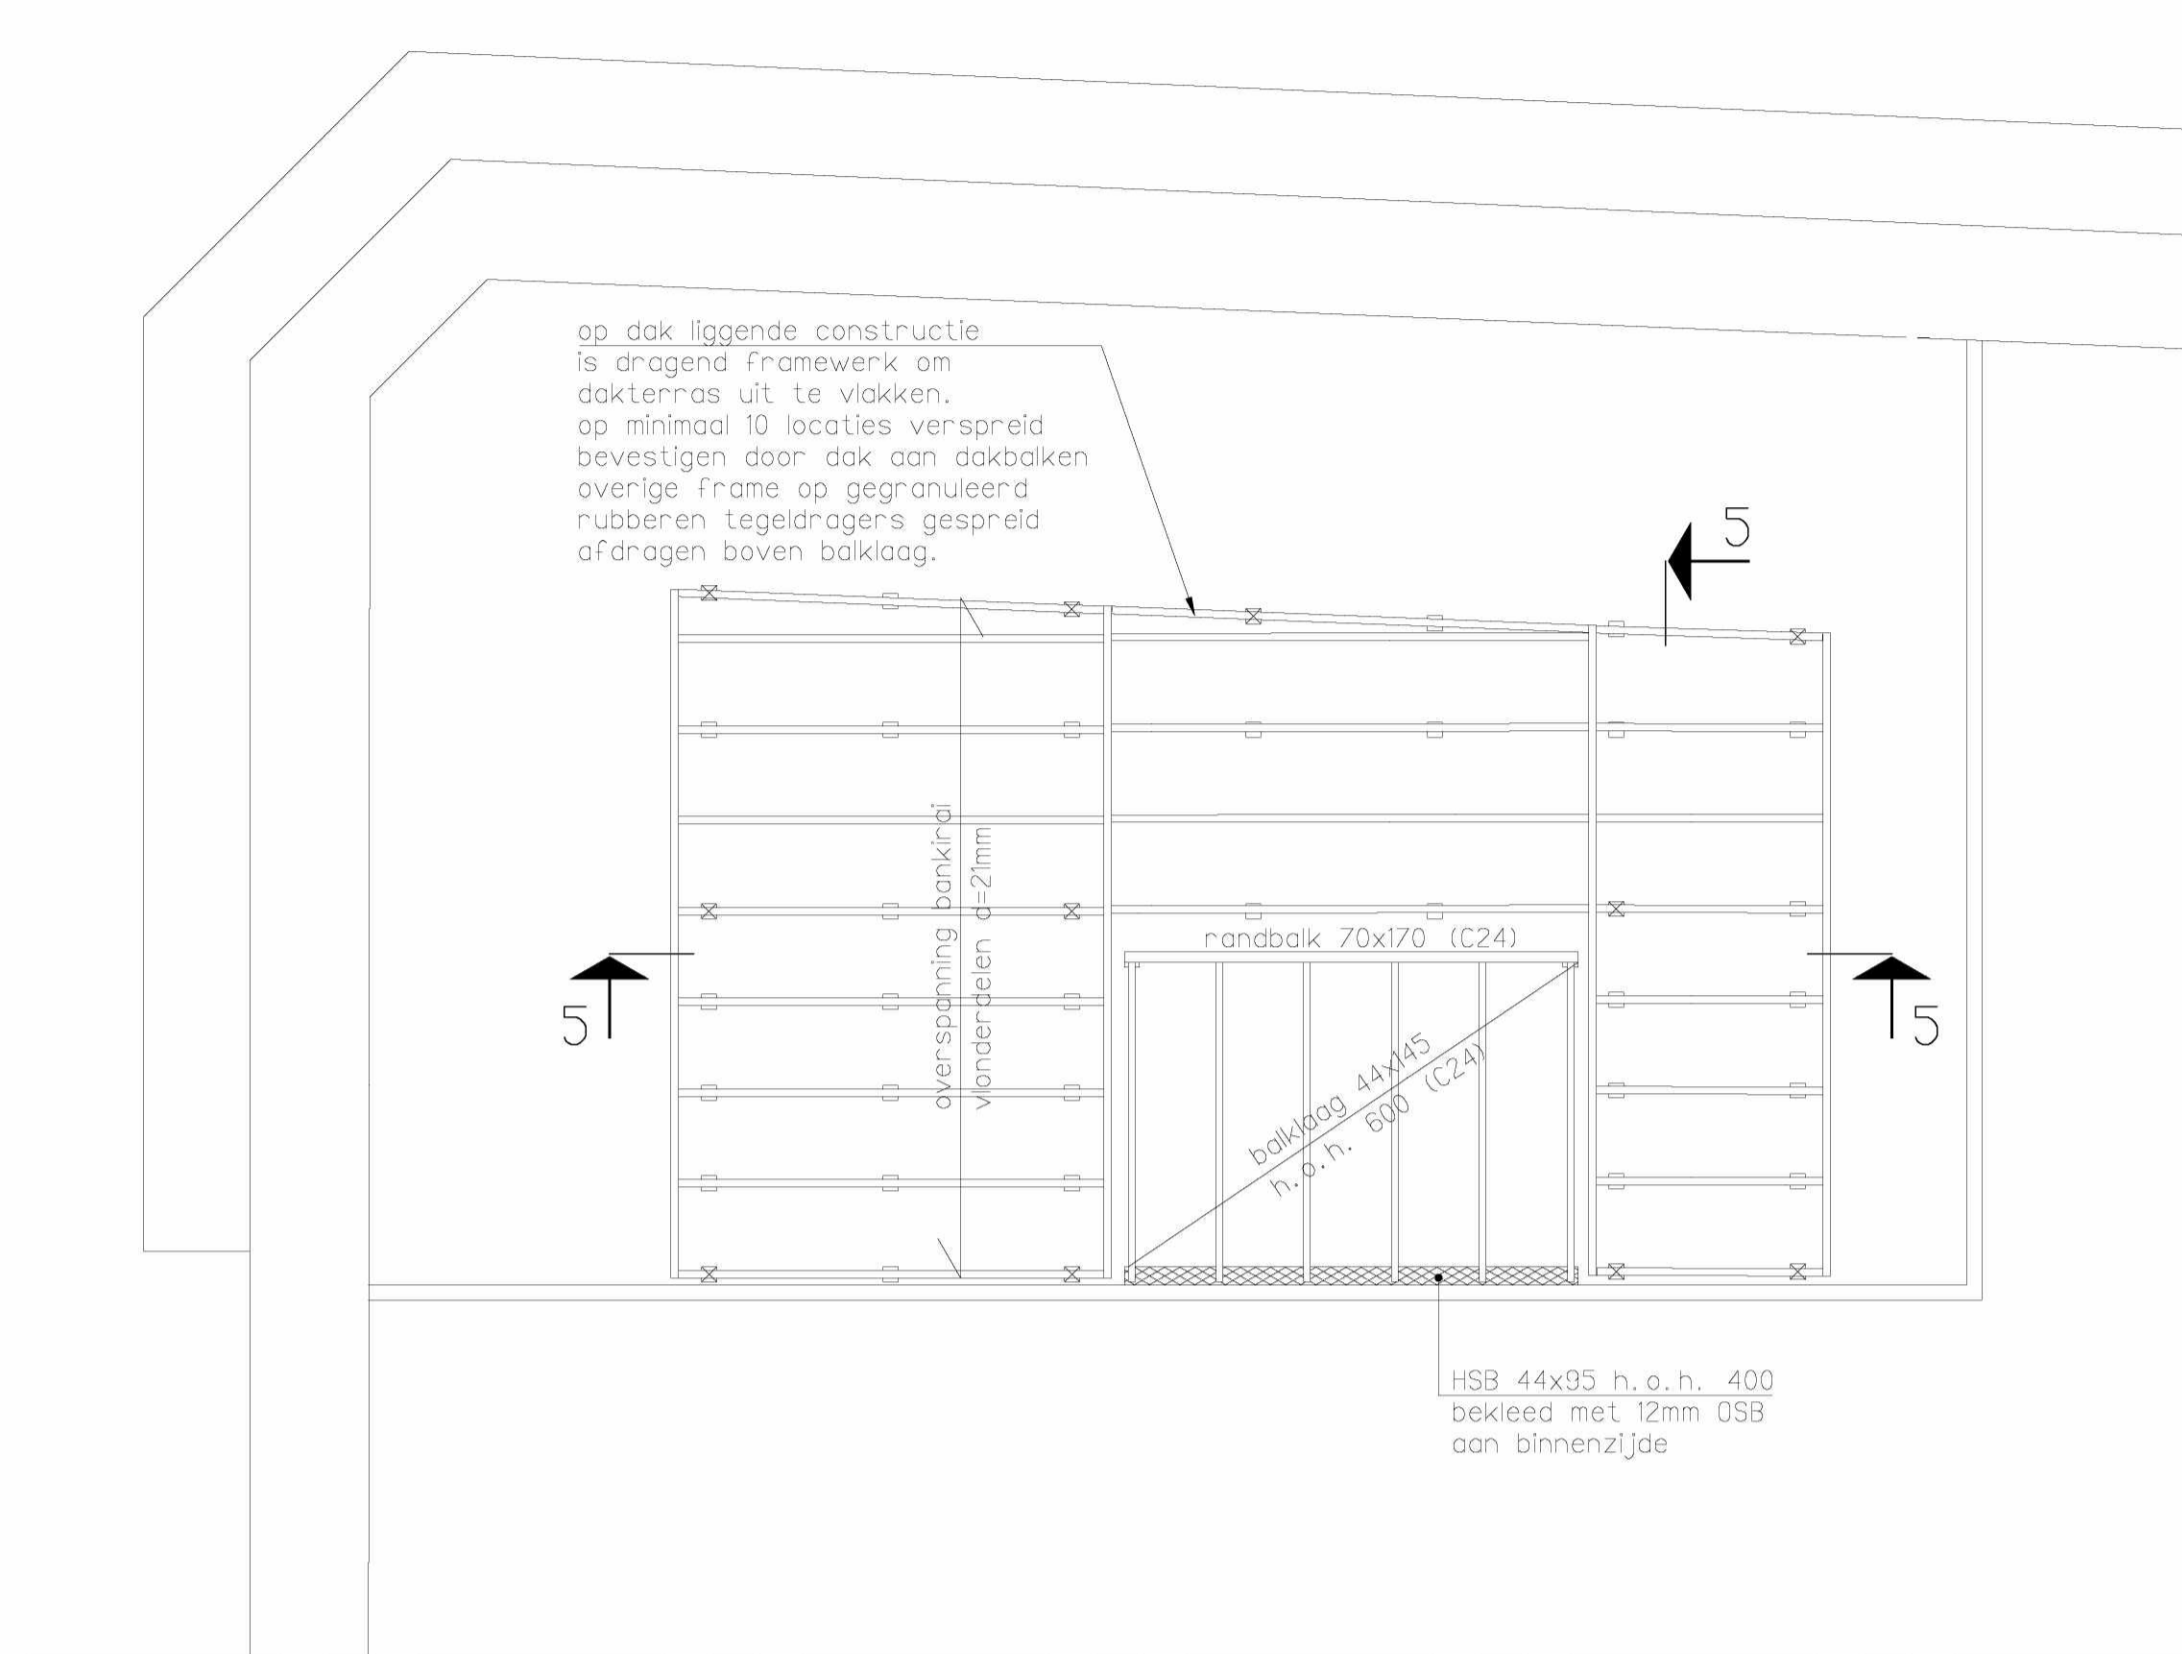 op dak liggende constructie
is dragend framewerk om
dakterras uit te vlakken.
op minimaal 10 locaties verspreid
bevestigen door dak aan dakbalken
overige frame op gegranuleerd
rubberen tegeldragers gespreid
afdragen boven balklaag.
5
overspanning bankirai
vlonderdelen d=21mm
randbalk 70x170 (C24)
5
5
balklaag 44x145
h.o.h. 600 (C24)
HSB 44x95 h.o.h. 400
bekleed met 12mm OSB
aan binnenzijde